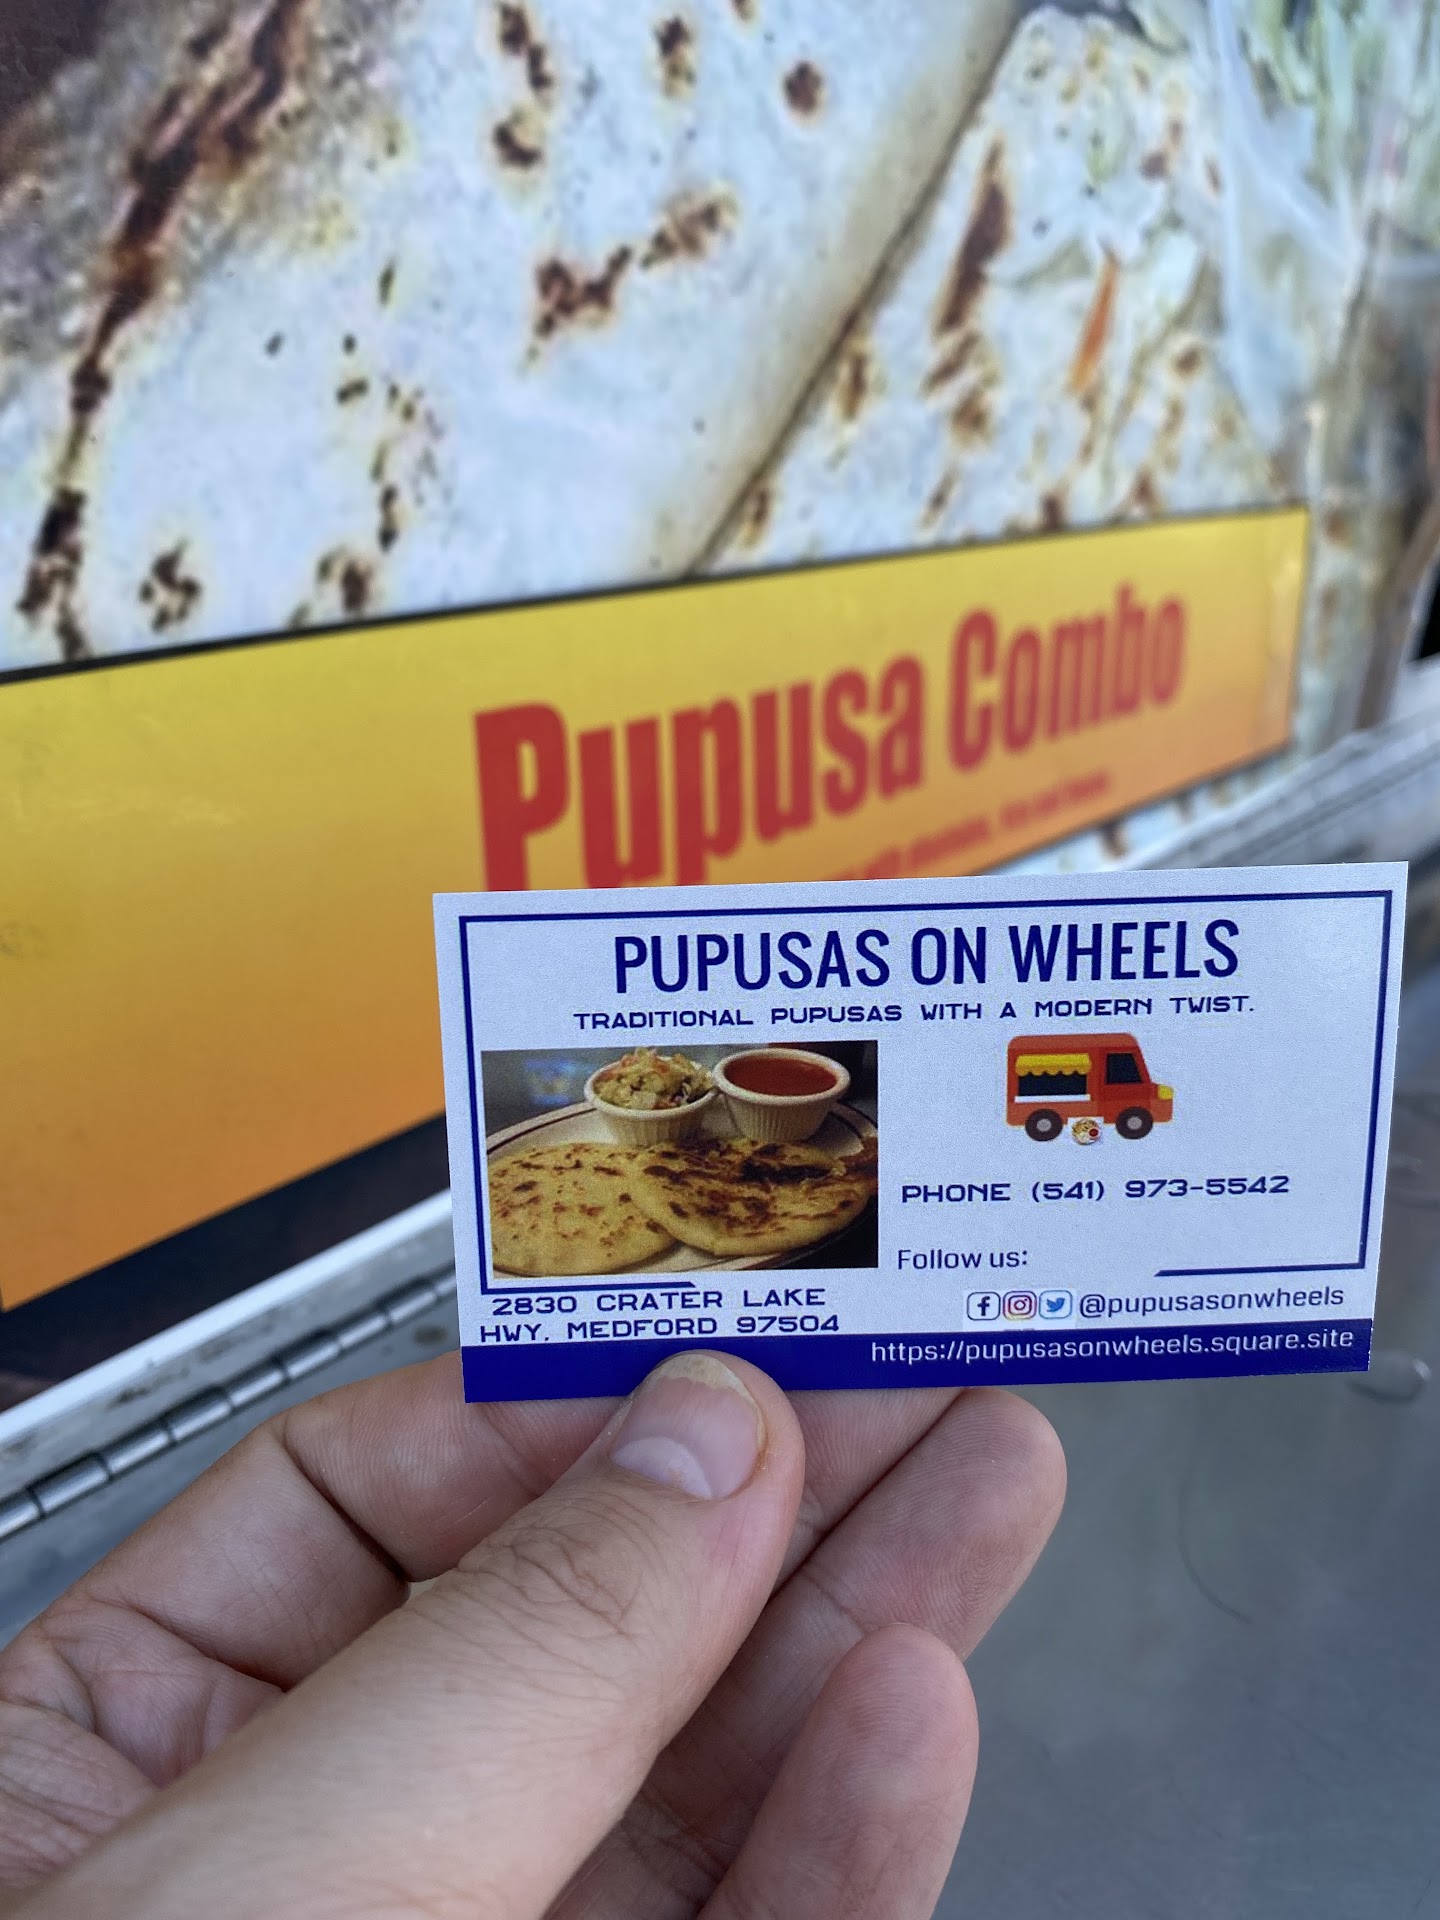 Pupusa Combo
PUPUSAS ON WHEELS
TRADITIONAL PUPUSAS WITH A MODERN TWIST.
PHONE (541) 973-5542
Follow us:
@pupusasonwheels
2830 CRATER LAKE
HWY. MEDFORD 97504
https://pupusasonwheels.square.site